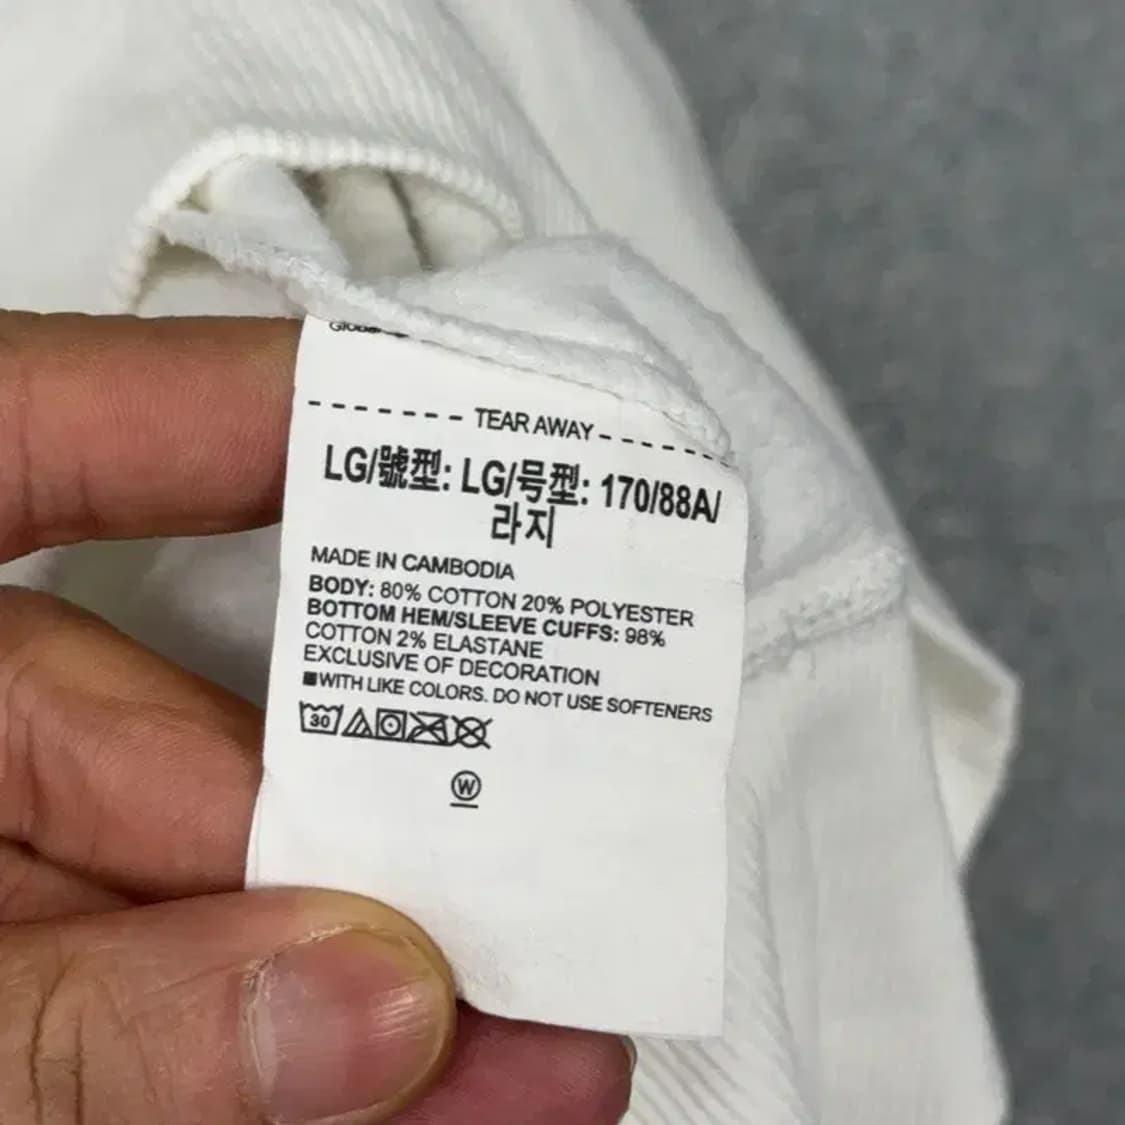 TEAR AWAY
LG/號型: LG/号型: 170/88A/
라지
MADE IN CAMBODIA
BODY: 80% COTTON 20% POLYESTER
BOTTOM HEM/SLEEVE CUFFS: 98%
COTTON 2% ELASTANE
EXCLUSIVE OF DECORATION
WITH LIKE COLORS. DO NOT USE SOFTENERS
30
W